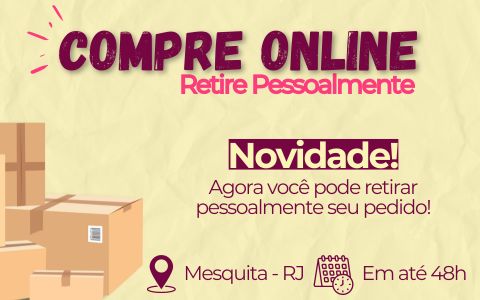 COMPRE ONLINE
Retire Pessoalmente
Novidade!
Agora você pode retirar
pessoalmente seu pedido!
Mesquita - RJ
Em até 48h